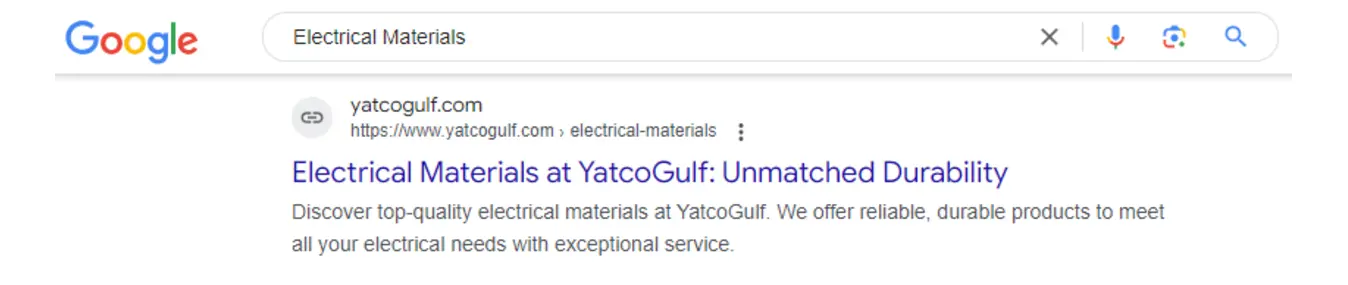 Google
Electrical Materials
yatcogulf.com
https://www.yatcogulf.com › electrical-materials
Electrical Materials at YatcoGulf: Unmatched Durability
Discover top-quality electrical materials at YatcoGulf. We offer reliable, durable products to meet
all your electrical needs with exceptional service.